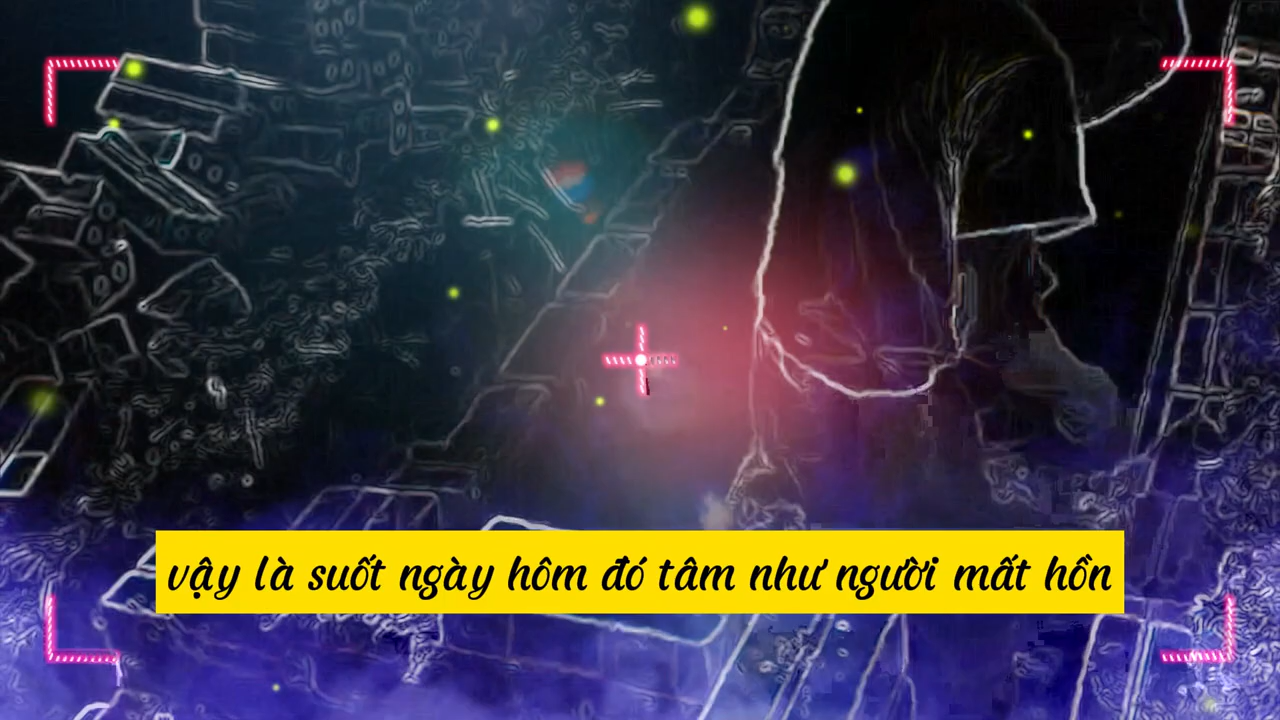 vậy là suốt ngày hôm đó tâm như người mất hồn